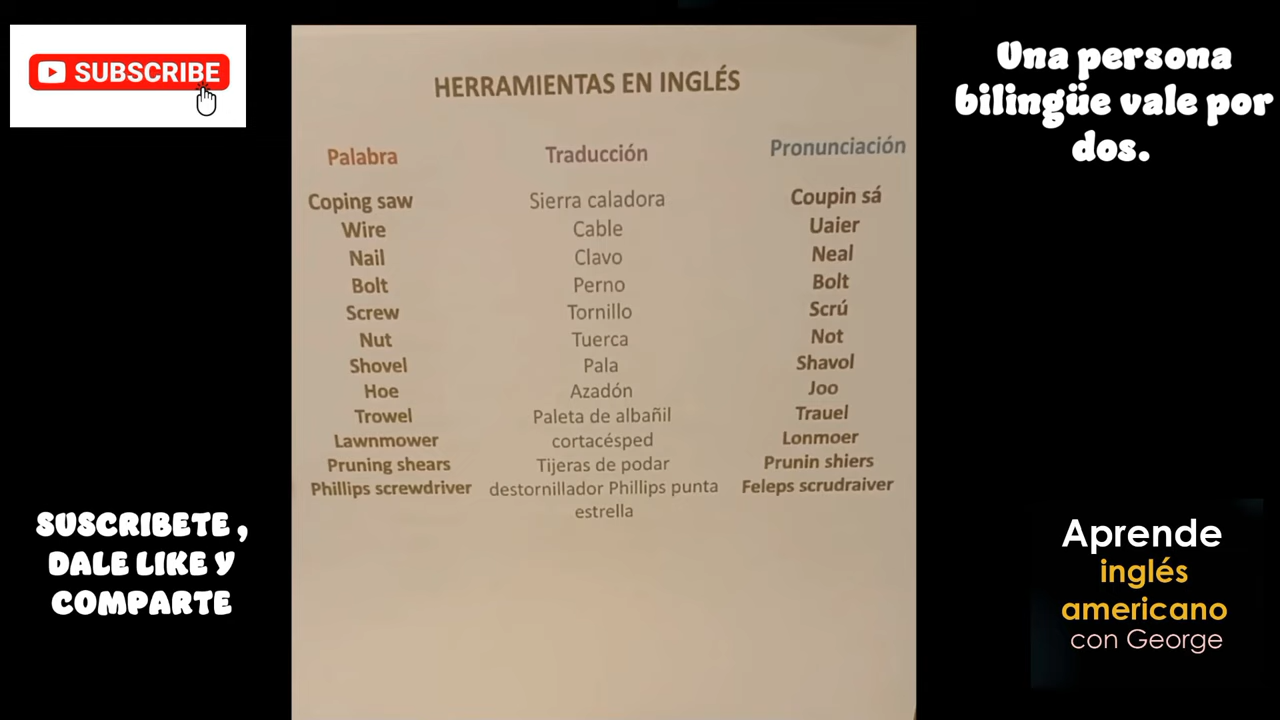 SUBSCRIBE
HERRAMIENTAS EN INGLÉS
Palabra Traducción Pronunciación
Coping saw Sierra caladora Coupin sá
Wire Cable Uaier
Nail Clavo Neal
Bolt Perno Bolt
Screw Tornillo Scrú
Nut Tuerca Not
Shovel Pala Shavol
Hoe Azadón Joo
Trowel Paleta de albañil Trauel
Lawnmower cortacésped Lonmoer
Pruning shears Tijeras de podar Prunin shiers
Phillips screwdriver destornillador Phillips punta Feleps scrudraiver
estrella
Una persona
bilingüe vale por
dos.
SUSCRIBETE ,
DALE LIKE Y
COMPARTE
Aprende
inglés
americano
con George